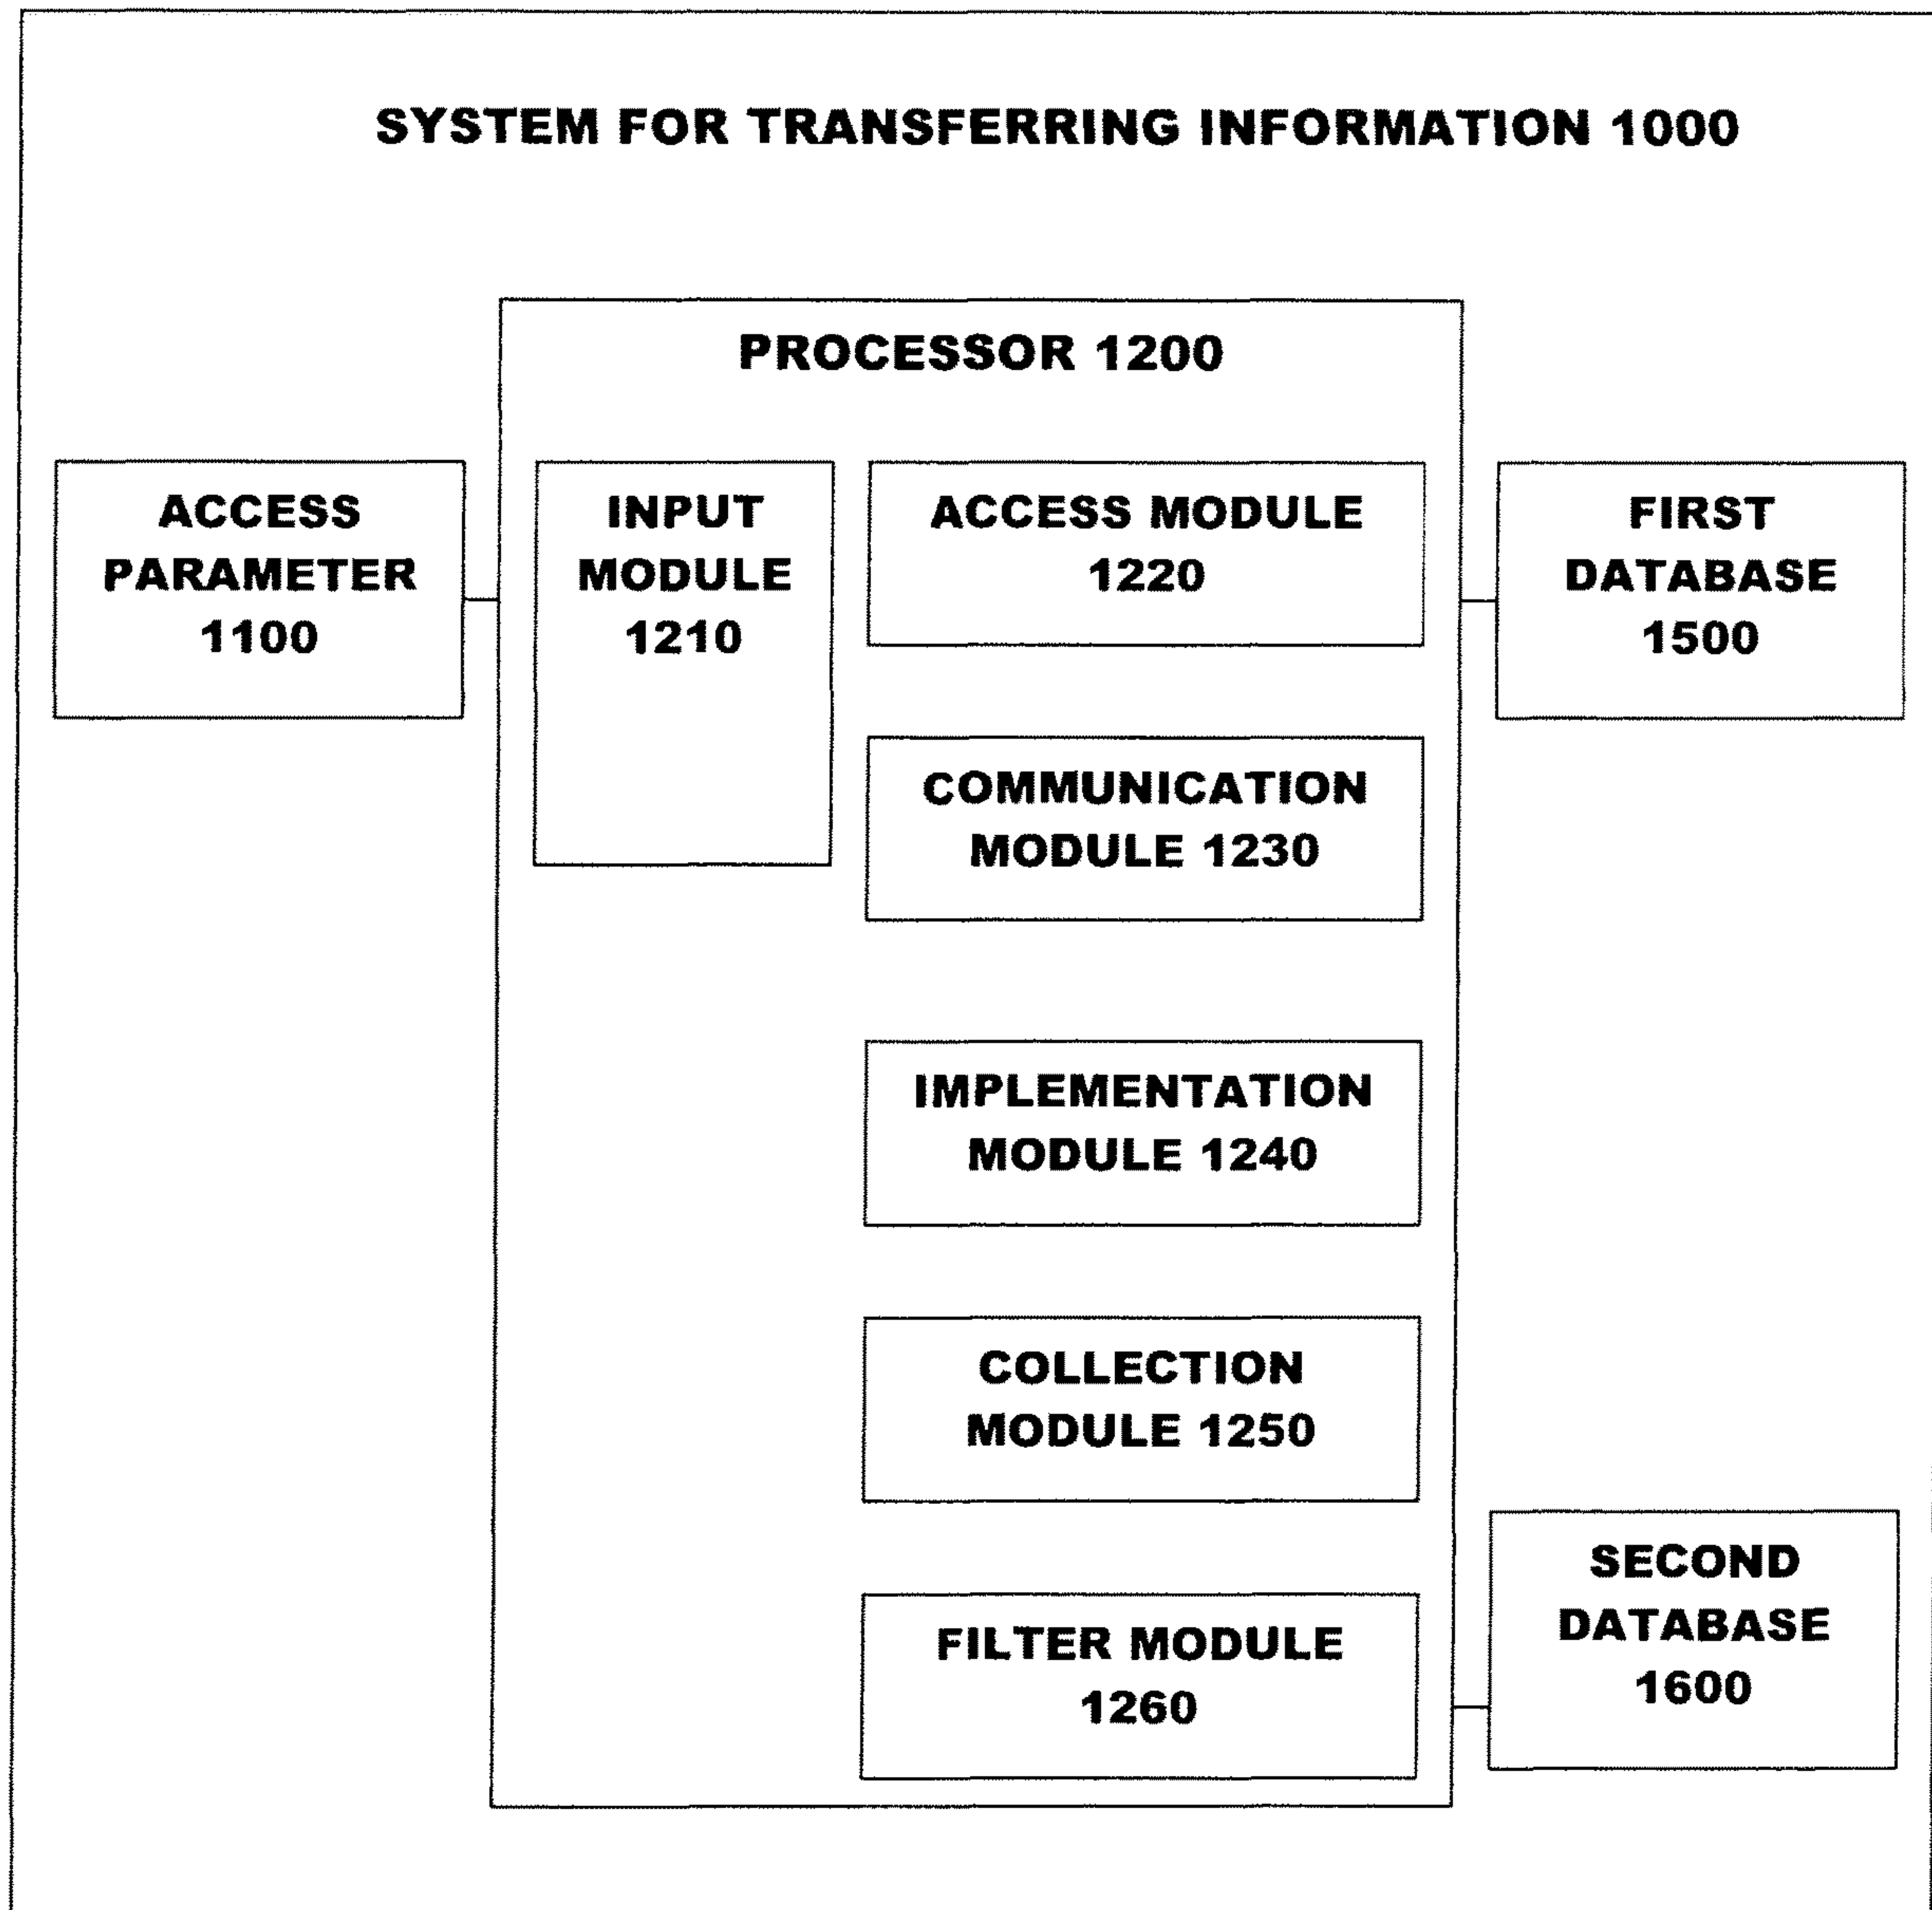 SYSTEM FOR TRANSFERRING INFORMATION 1000
PROCESSOR 1200
ACCESS
PARAMETER
1100
INPUT
MODULE
1210
ACCESS MODULE
1220
FIRST
DATABASE
1500
COMMUNICATION
MODULE 1230
IMPLEMENTATION
MODULE 1240
COLLECTION
MODULE 1250
SECOND
DATABASE
1600
FILTER MODULE
1260